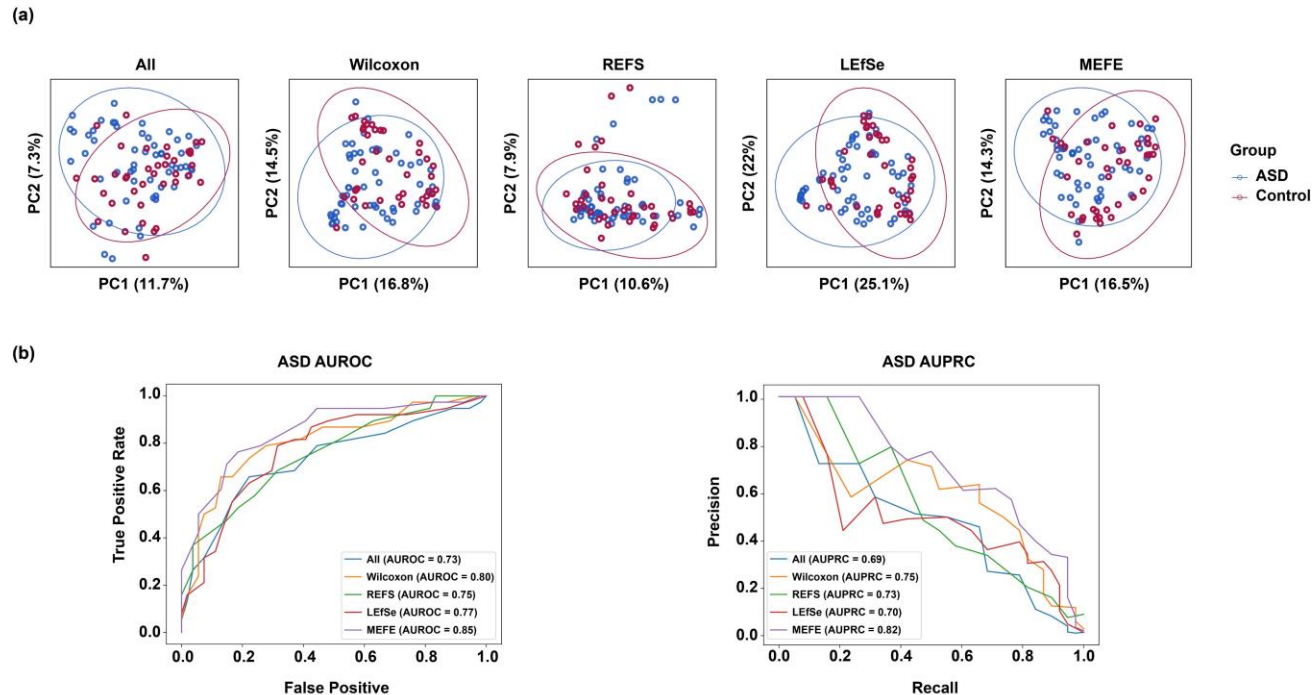 (a)
All
Wilcoxon
REFS
LEfSe
MEFE
PC2 (7.3%)
PC2 (14.5%)
PC2 (7.9%)
PC2 (22%)
PC2 (14.3%)
Group
ASD
Control
PC1 (11.7%)
PC1 (16.8%)
PC1 (10.6%)
PC1 (25.1%)
PC1 (16.5%)
(b)
ASD AUROC
True Positive Rate
1.0
0.8
0.6
0.4
0.2
0.0
All (AUROC = 0.73)
Wilcoxon (AUROC = 0.80)
REFS (AUROC = 0.75)
LEfSe (AUROC = 0.77)
MEFE (AUROC = 0.85)
0.0 0.2 0.4 0.6 0.8 1.0
False Positive
ASD AUPRC
Precision
1.0
0.8
0.6
0.4
0.2
0.0
All (AUPRC = 0.69)
Wilcoxon (AUPRC = 0.75)
REFS (AUPRC = 0.73)
LEfSe (AUPRC = 0.70)
MEFE (AUPRC = 0.82)
0.0 0.2 0.4 0.6 0.8 1.0
Recall